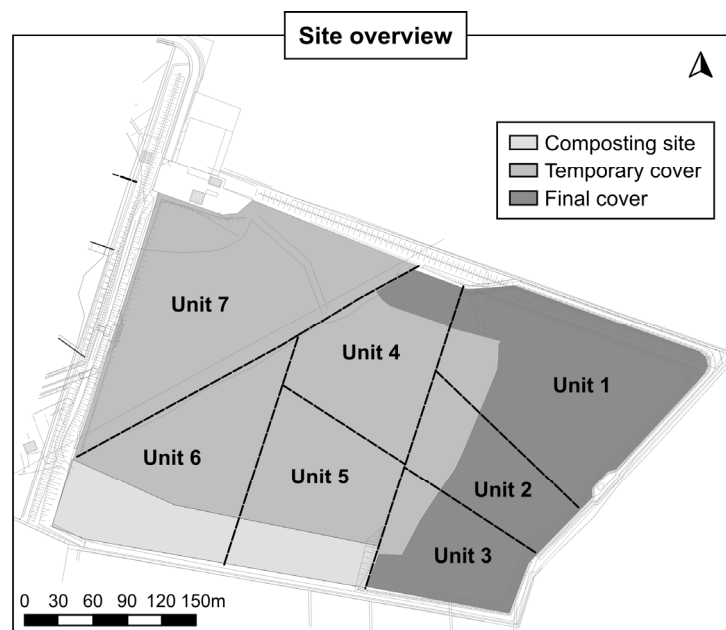 Site overview
Composting site
Temporary cover
Final cover
Unit 7
Unit 4
Unit 1
Unit 6
Unit 5
Unit 2
Unit 3
0 30 60 90 120 150m